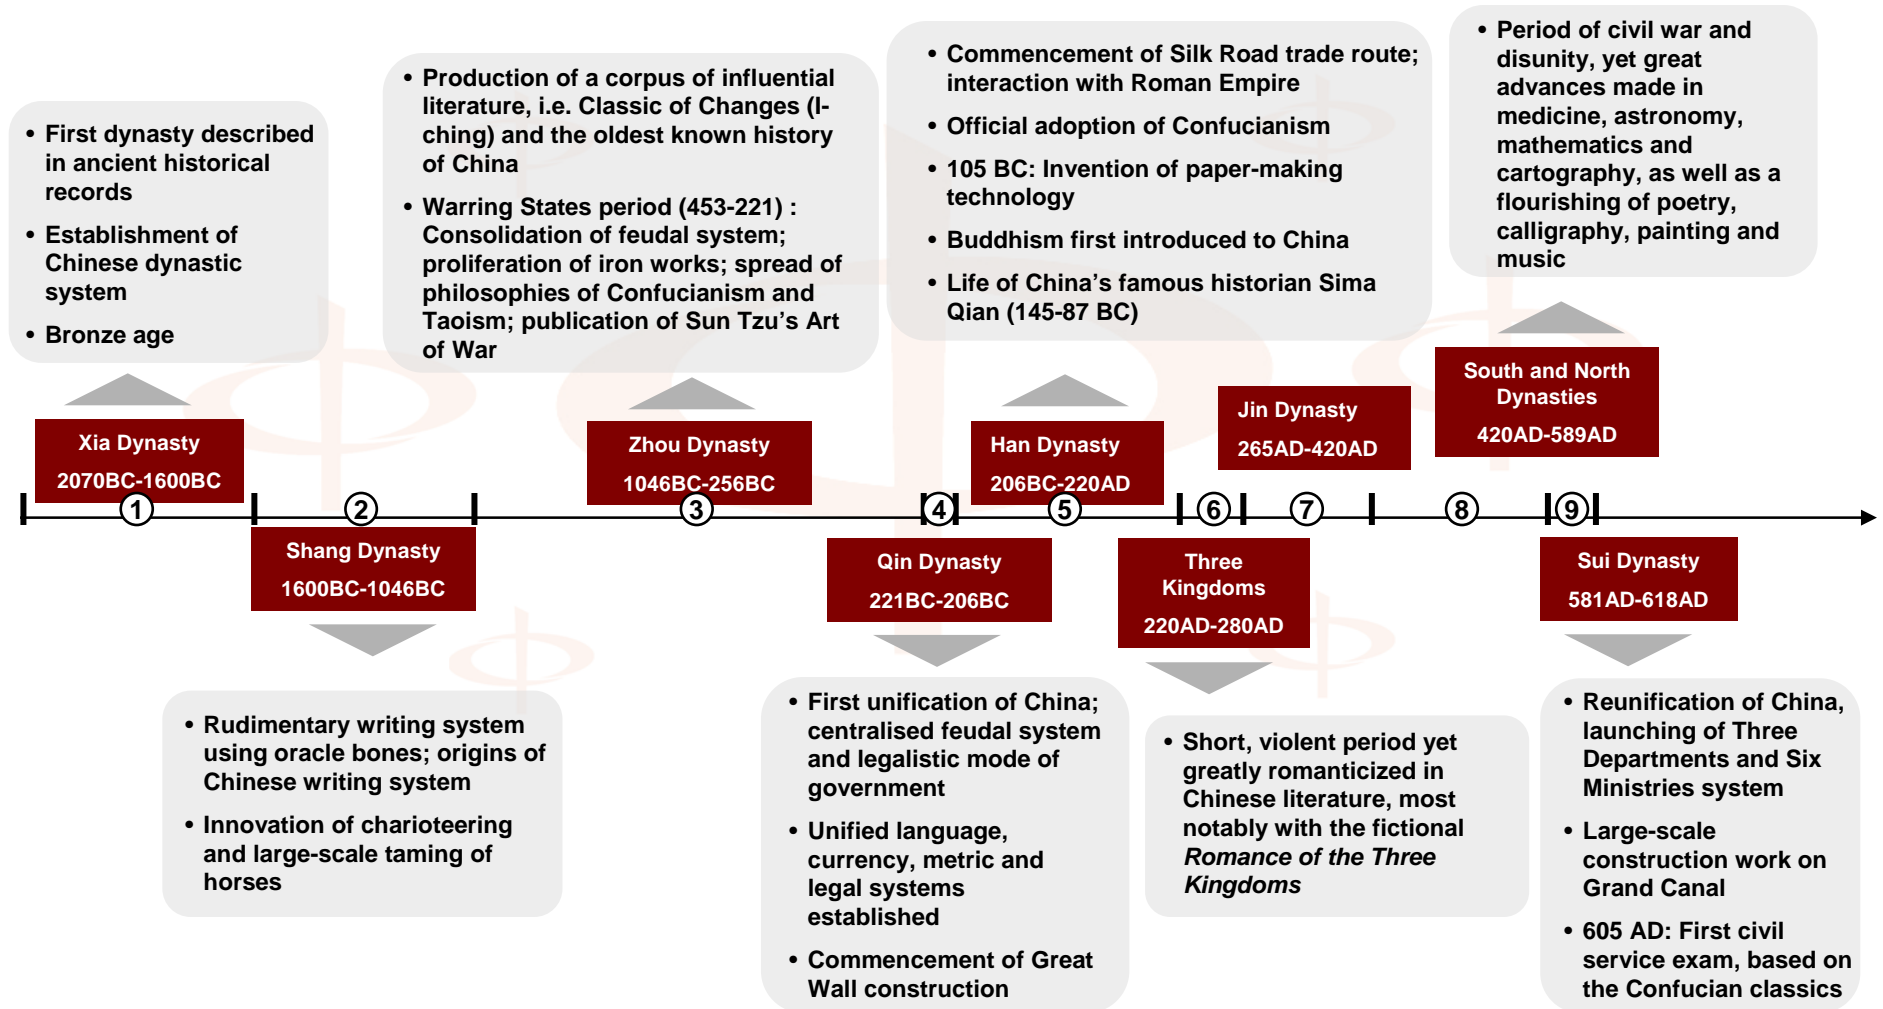 • First dynasty described
in ancient historical
records
• Establishment of
Chinese dynastic
system
• Bronze age
• Production of a corpus of influential
literature, i.e. Classic of Changes (I-
ching) and the oldest known history
of China
• Warring States period (453-221) :
Consolidation of feudal system;
proliferation of iron works; spread of
philosophies of Confucianism and
Taoism; publication of Sun Tzu’s Art
of War
• Commencement of Silk Road trade route;
interaction with Roman Empire
• Official adoption of Confucianism
• 105 BC: Invention of paper-making
technology
• Buddhism first introduced to China
• Life of China’s famous historian Sima
Qian (145-87 BC)
• Period of civil war and
disunity, yet great
advances made in
medicine, astronomy,
mathematics and
cartography, as well as a
flourishing of poetry,
calligraphy, painting and
music
Xia Dynasty
2070BC-1600BC
Zhou Dynasty
1046BC-256BC
Han Dynasty
206BC-220AD
Jin Dynasty
265AD-420AD
South and North
Dynasties
420AD-589AD
1 2 3 4 5 6 7 8 9
Shang Dynasty
1600BC-1046BC
Qin Dynasty
221BC-206BC
Three
Kingdoms
220AD-280AD
Sui Dynasty
581AD-618AD
• Rudimentary writing system
using oracle bones; origins of
Chinese writing system
• Innovation of charioteering
and large-scale taming of
horses
• First unification of China;
centralised feudal system
and legalistic mode of
government
• Unified language,
currency, metric and
legal systems
established
• Commencement of Great
Wall construction
• Short, violent period yet
greatly romanticized in
Chinese literature, most
notably with the fictional
Romance of the Three
Kingdoms
• Reunification of China,
launching of Three
Departments and Six
Ministries system
• Large-scale
construction work on
Grand Canal
• 605 AD: First civil
service exam, based on
the Confucian classics